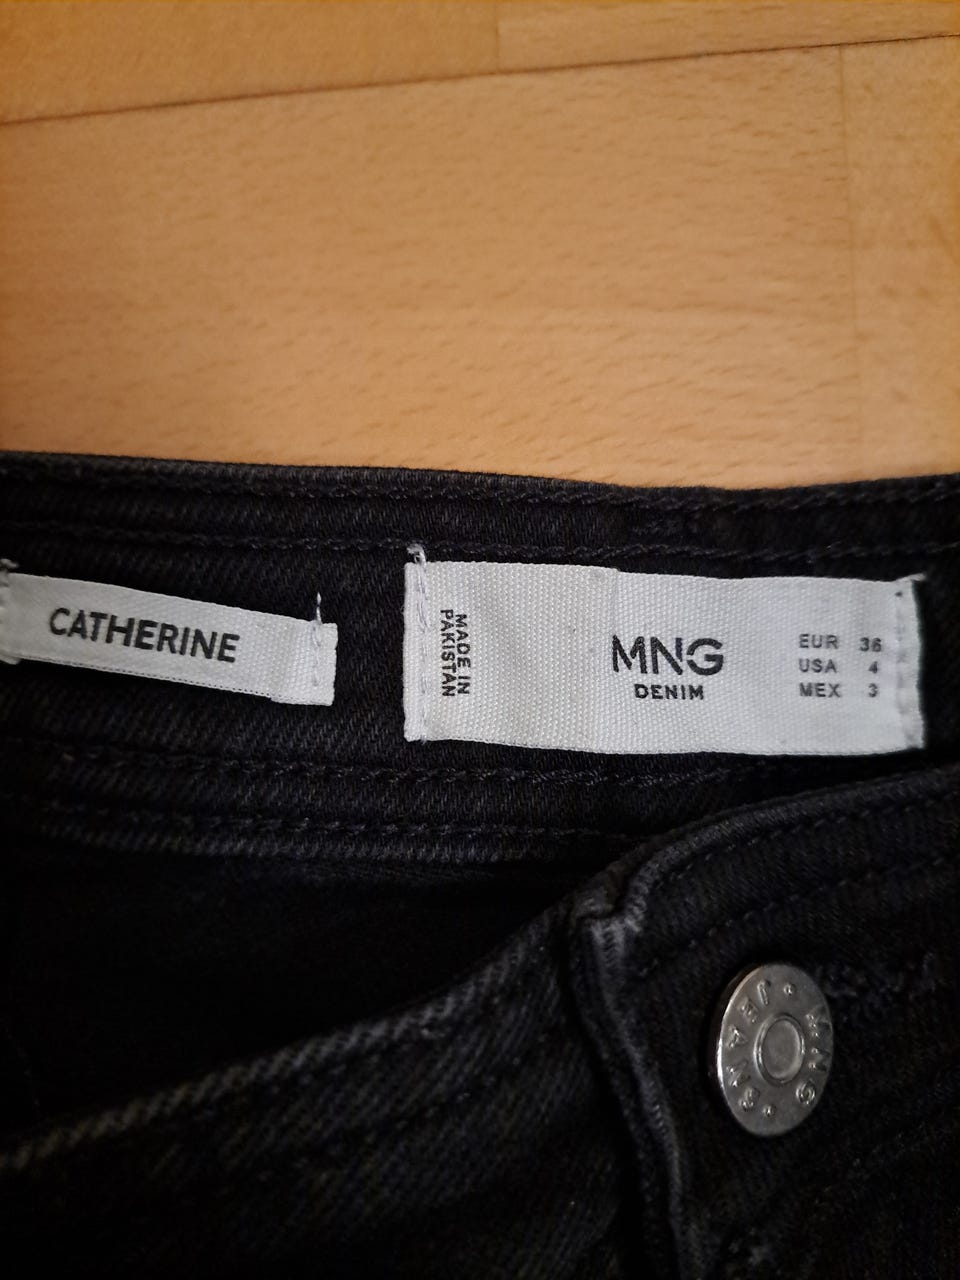 CATHERINE
MADE IN
PAKISTAN
MNG
DENIM
EUR 36
USA 4
MEX 3
MNG JEANS